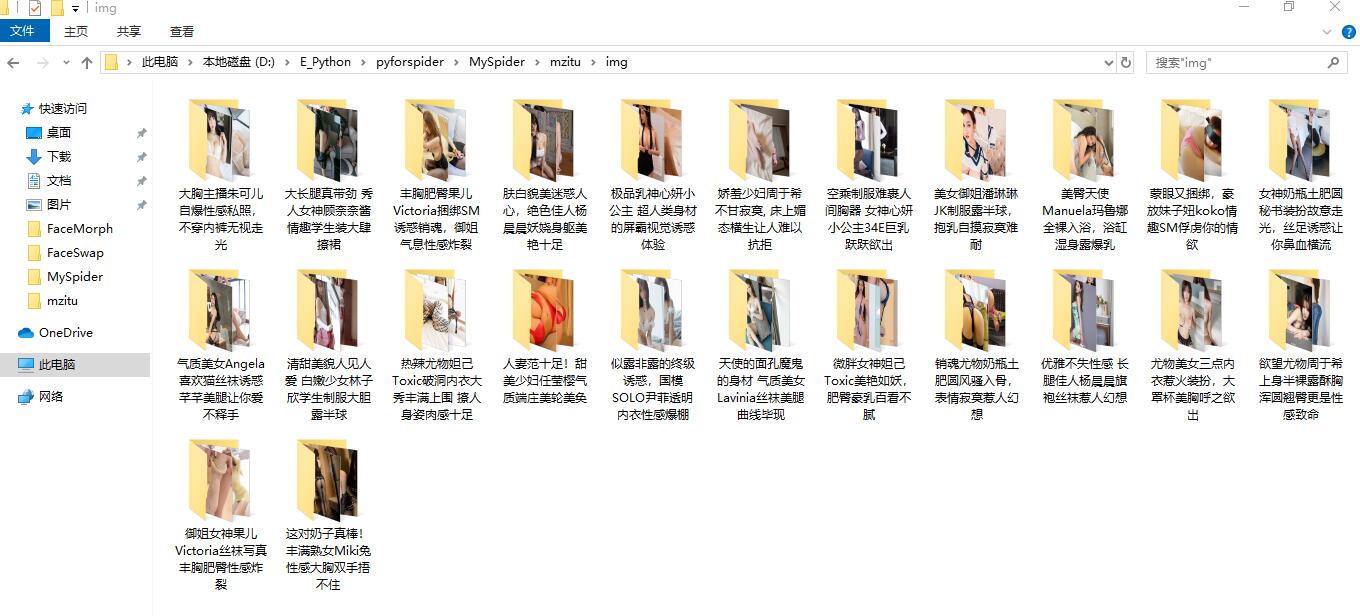 img
文件 主页 共享 查看
此电脑 本地磁盘 (D:) E_Python pyforspider MySpider mzitu img
搜索"img"
快速访问
桌面
下载
文档
图片
FaceMorph
FaceSwap
MySpider
mzitu
OneDrive
此电脑
网络
大胸主播朱可儿
自爆性感私照，
不穿内裤无视走
光
大长腿真带劲 秀
人女神顾奈奈酱
情趣学生装大肆
撩裙
丰胸肥臀果儿
Victoria捆绑SM
诱惑销魂，御姐
气息性感炸裂
肤白貌美迷惑人
心，绝色佳人杨
晨晨妖娆身躯美
艳十足
极品乳神心妍小
公主 超人类身材
的屏霸视觉诱惑
体验
娇羞少妇周于希
不甘寂寞, 床上媚
态横生让人难以
抗拒
空乘制服难裹人
间胸器 女神心妍
小公主34E巨乳
跃跃欲出
美女御姐潘琳琳
JK制服露半球，
抱乳自摸寂寞难
耐
美臀天使
Manuela玛鲁娜
全裸入浴，浴缸
湿身露爆乳
蒙眼又捆绑，豪
放妹子妞koko情
趣SM俘虏你的情
欲
女神奶瓶土肥圆
秘书装扮故意走
光，丝足诱惑让
你鼻血横流
气质美女Angela
喜欢猫丝袜诱惑
芊芊美腿让你爱
不释手
清甜美貌人见人
爱 白嫩少女林子
欣学生制服大胆
露半球
热辣尤物妲己
Toxic破洞内衣大
秀丰满上围 撩人
身姿肉感十足
人妻范十足！甜
美少妇任莹樱气
质端庄美轮美奂
似露非露的终级
诱惑，国模
SOLO尹菲透明
内衣性感爆棚
天使的面孔魔鬼
的身材 气质美女
Lavinia丝袜美腿
曲线毕现
微胖女神妲己
Toxic美艳如妖，
肥臀豪乳百看不
腻
销魂尤物奶瓶土
肥圆风骚入骨，
表情寂寞惹人幻
想
优雅不失性感 长
腿佳人杨晨晨旗
袍丝袜惹人幻想
尤物美女三点内
衣惹火装扮，大
罩杯美胸呼之欲
出
欲望尤物周于希
上身半裸露酥胸
浑圆翘臀更是性
感致命
御姐女神果儿
Victoria丝袜写真
丰胸肥臀性感炸
裂
这对奶子真棒！
丰满熟女Miki兔
性感大胸双手捂
不住